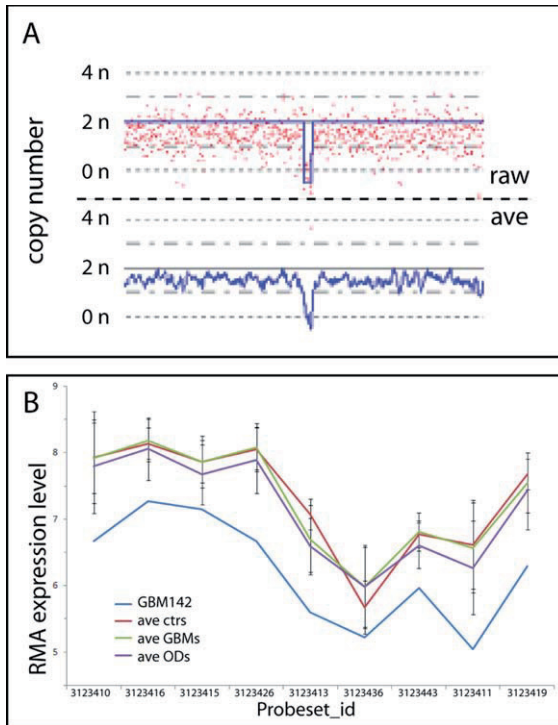 A
4 n
2 n
0 n
raw
ave
4 n
2 n
0 n
copy number
B
9
8
7
6
5
RMA expression level
GBM142
ave ctrs
ave GBMs
ave ODs
3123410 3123416 3123415 3123426 3123413 3123436 3123443 3123411 3123419
Probeset_id